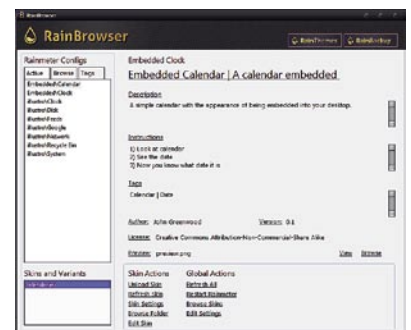 RainBrowser
RainBrowser
RainThemes
RainBackup
Rainmeter Configs
Active Browse Tags
Embedded\Calendar
Embedded\Clock
illustro\Clock
illustro\Disk
illustro\Feeds
illustro\Google
illustro\Network
illustro\Recycle Bin
illustro\System
Embedded Clock
Embedded Calendar | A calendar embedded
Description
A simple calendar with the appearance of being embedded into your desktop.
Instructions
1) Look at calendar
2) See the date
3) Now you know what date it is
Tags
Calendar | Date
Author: John Greenwood Version: 0.1
License: Creative Commons Attribution-Non-Commercial-Share Alike
Preview: preview.png View Browse
Skins and Variants
Skin Actions Global Actions
Unload Skin Refresh All
Refresh Skin Restart Rainmeter
Skin Settings Browse Skins
Browse Folder Edit Settings
Edit Skin